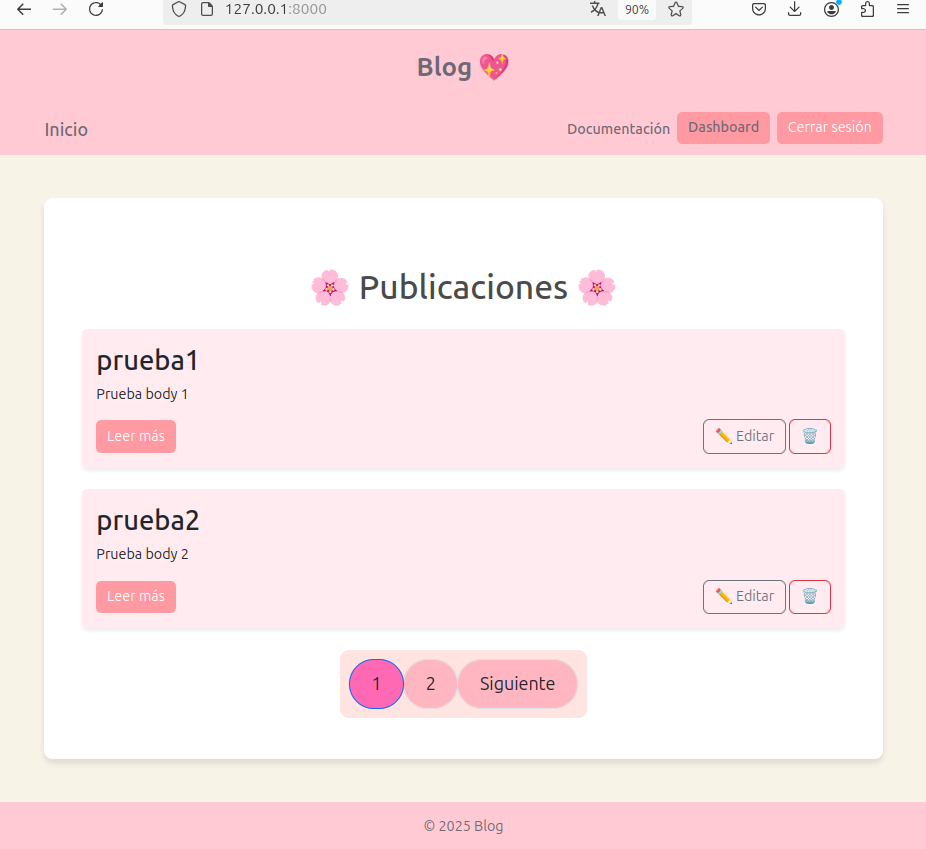 127.0.0.1:8000
90%
Blog 💖
Inicio
Documentación
Dashboard
Cerrar sesión
🌸 Publicaciones 🌸
prueba1
Prueba body 1
Leer más
✏️ Editar
🗑️
prueba2
Prueba body 2
Leer más
✏️ Editar
🗑️
1
2
Siguiente
© 2025 Blog